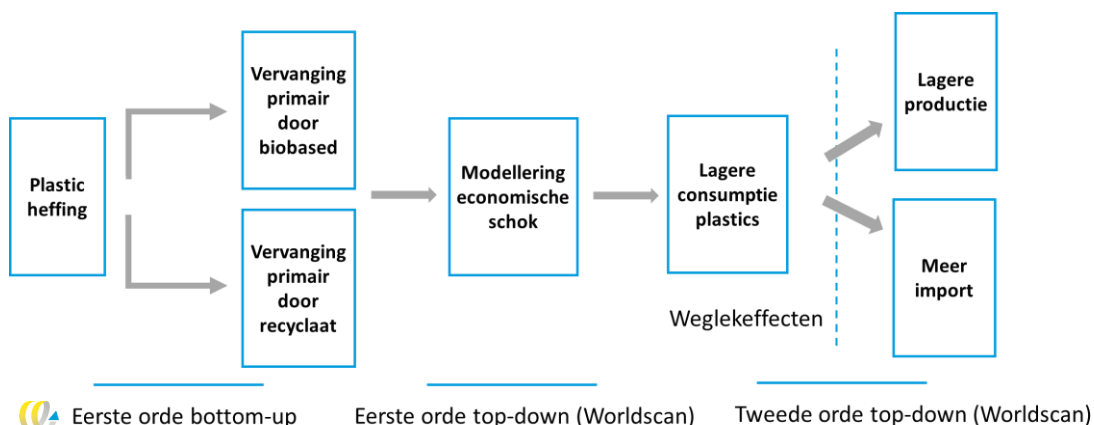 Plastic
heffing
Vervanging
primair
door
biobased
Vervanging
primair
door
recyclaat
Modellering
economische
schok
Lagere
consumptie
plastics
Weglekeffecten
Lagere
productie
Meer
import
Eerste orde bottom-up
Eerste orde top-down (Worldscan)
Tweede orde top-down (Worldscan)